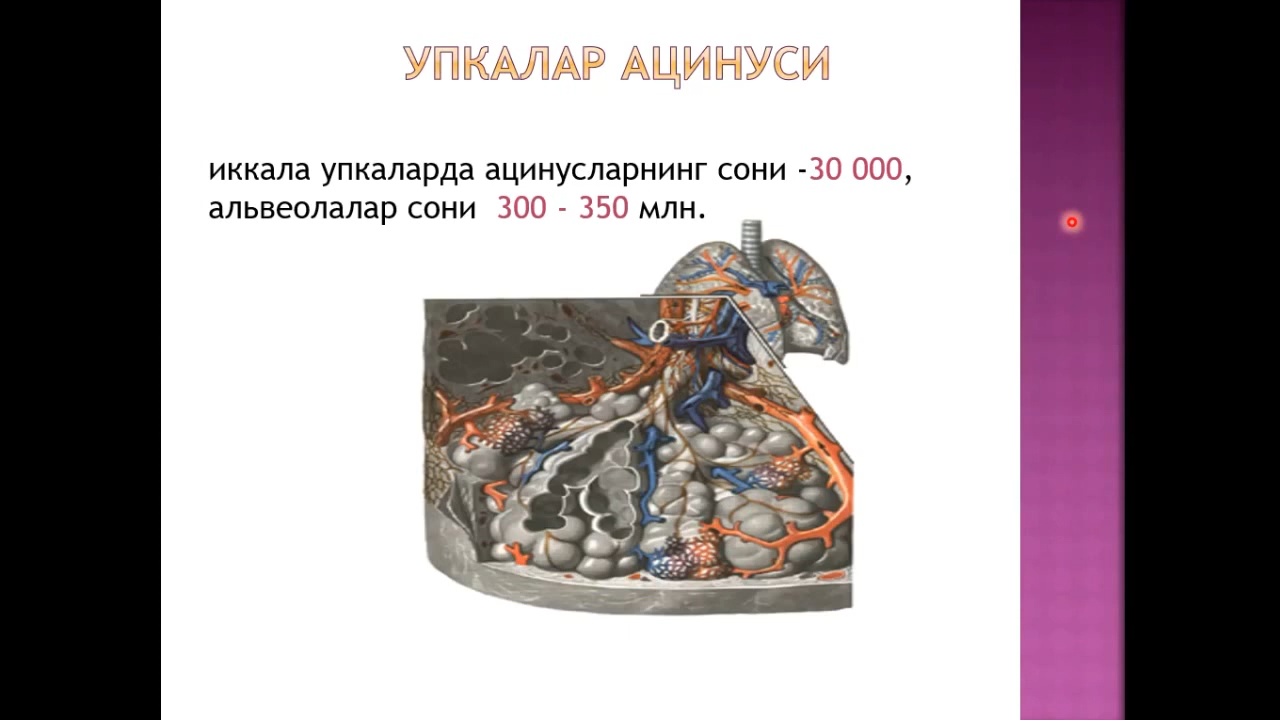 УПКАЛАР АЦИНУСИ
иккала упкаларда ацинусларнинг сони -30 000,
альвеолалар сони 300 - 350 млн.